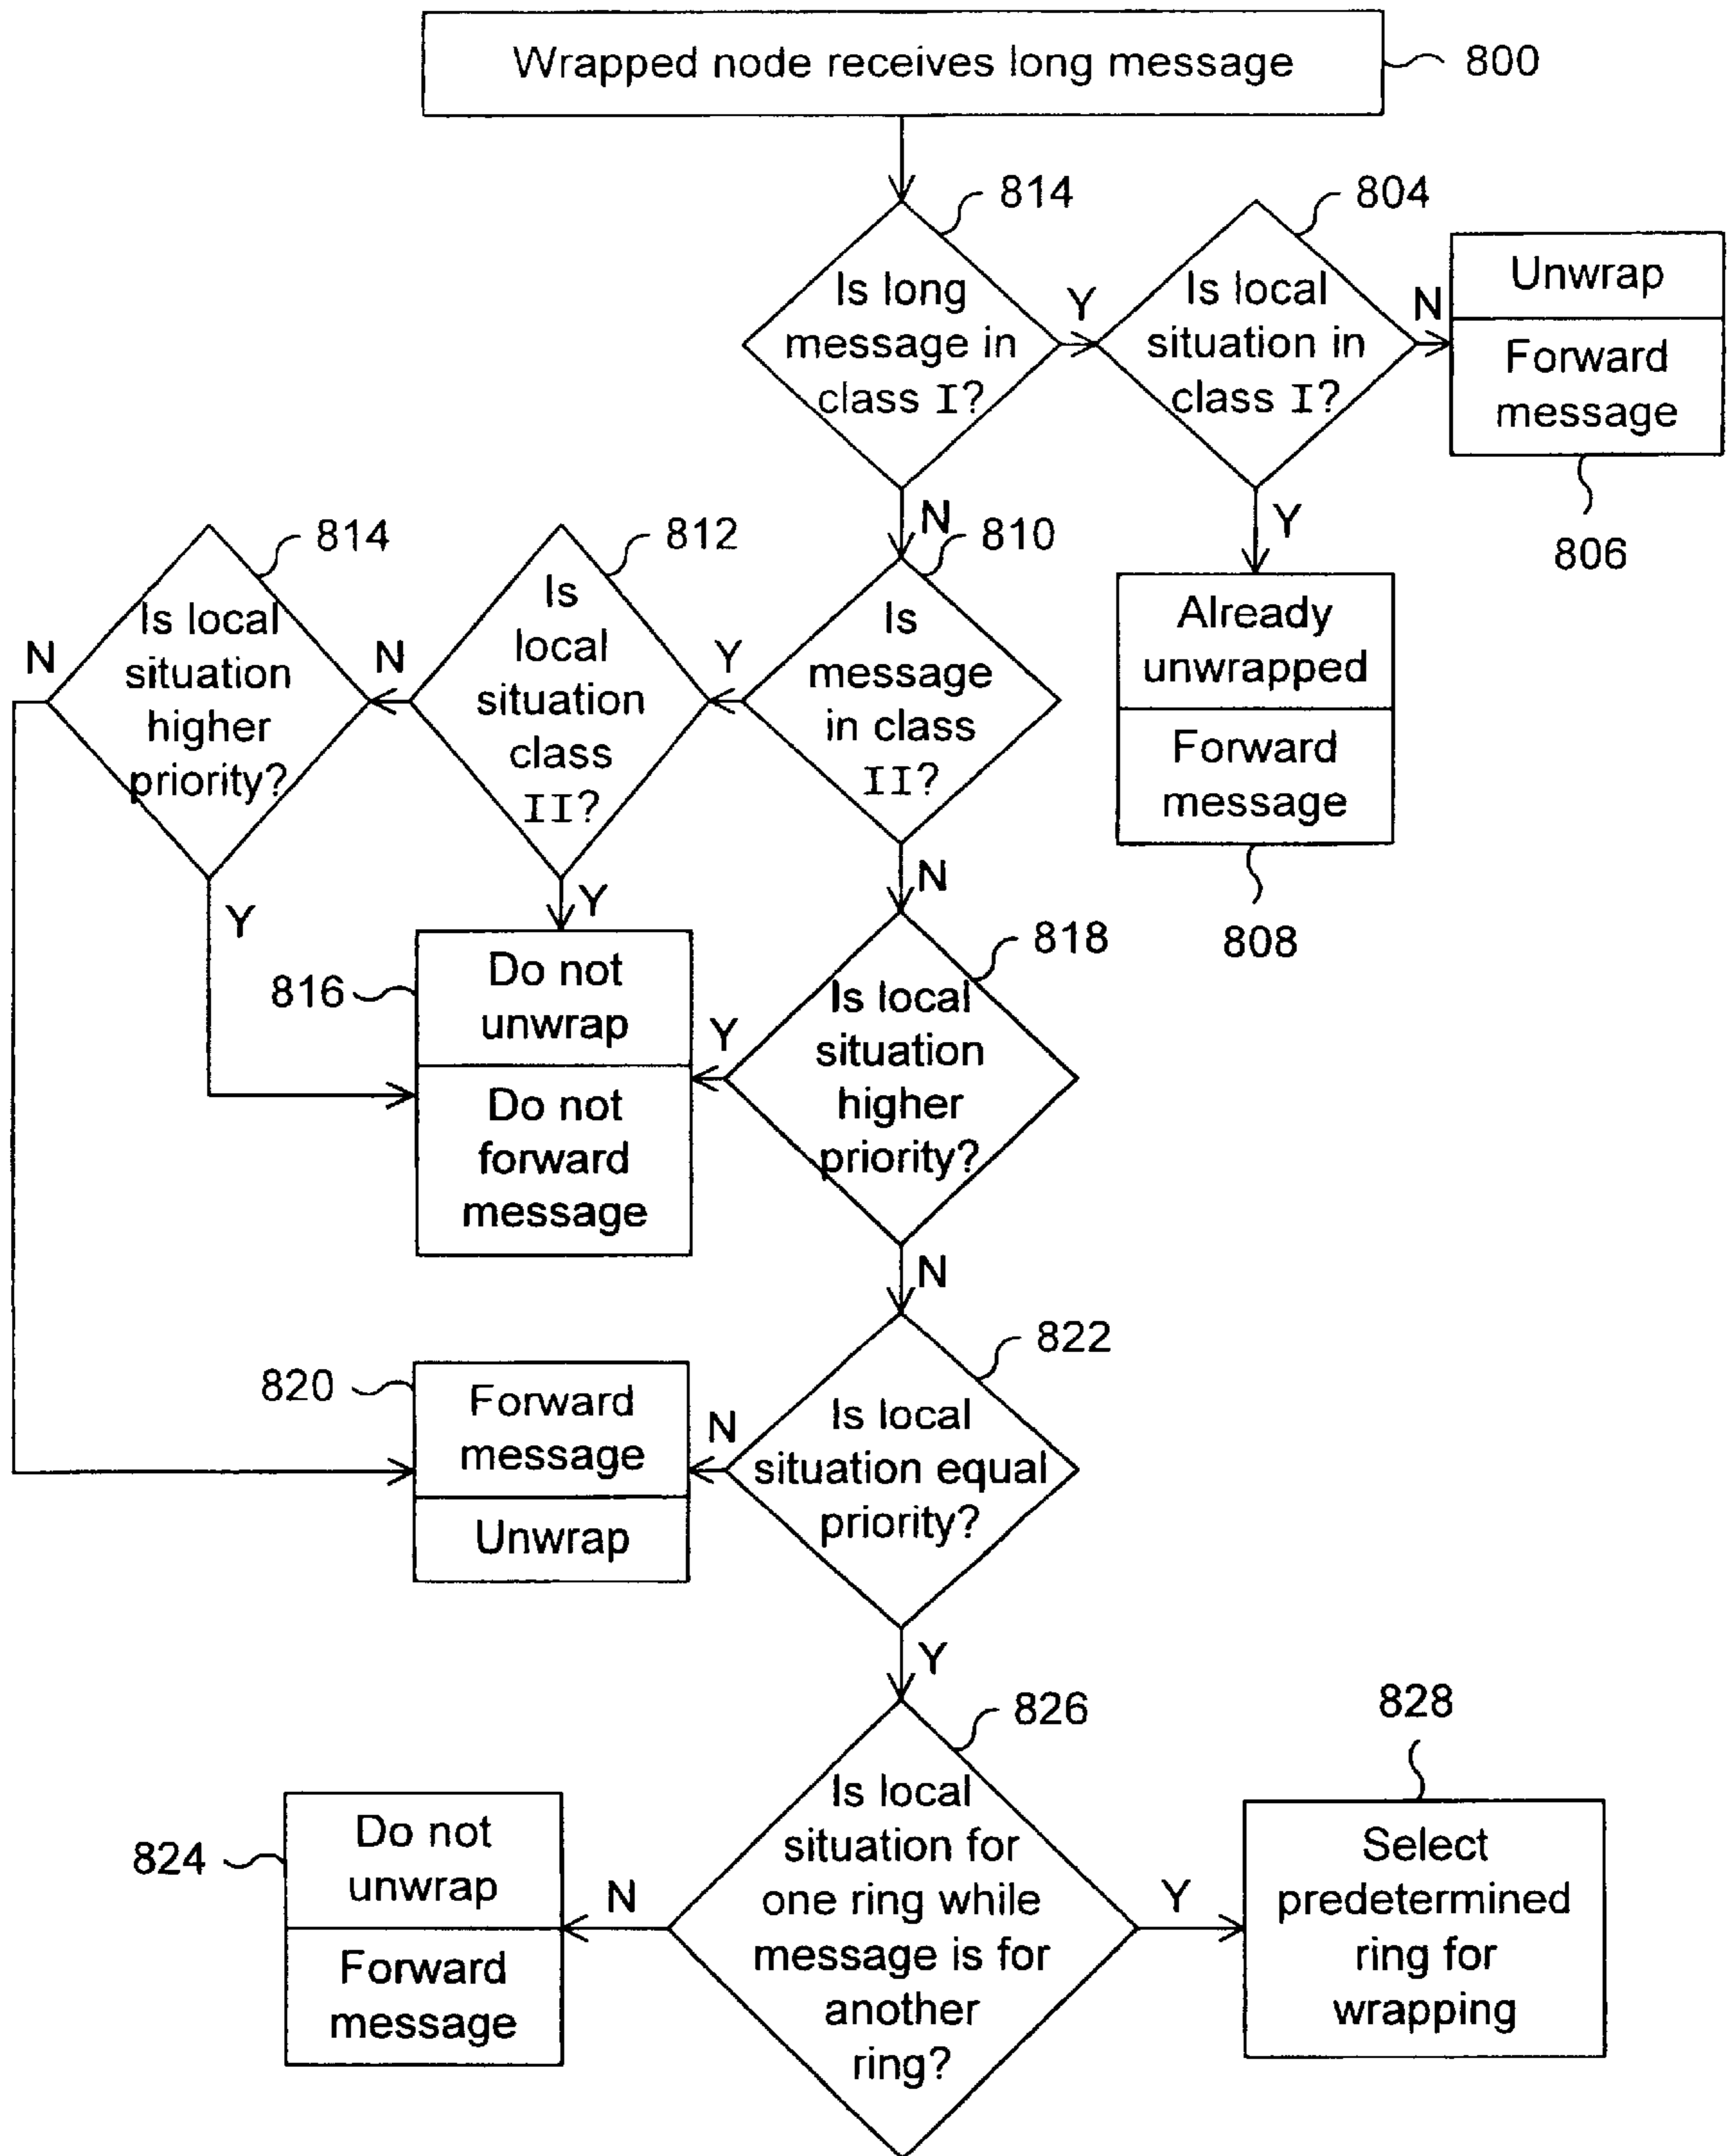 Wrapped node receives long message
800
814
Is long
message in
class I?
Y
804
Is local
situation in
class I?
N
Unwrap
Forward
message
806
Y
Already
unwrapped
Forward
message
808
N
810
Is
message
in class
II?
Y
812
Is
local
situation
class
II?
N
814
Is local
situation
higher
priority?
N
Y
Y
816
Do not
unwrap
Do not
forward
message
N
818
Is local
situation
higher
priority?
Y
N
822
Is local
situation equal
priority?
N
820
Forward
message
Unwrap
Y
826
Is local
situation for
one ring while
message is for
another
ring?
N
824
Do not
unwrap
Forward
message
Y
828
Select
predetermined
ring for
wrapping